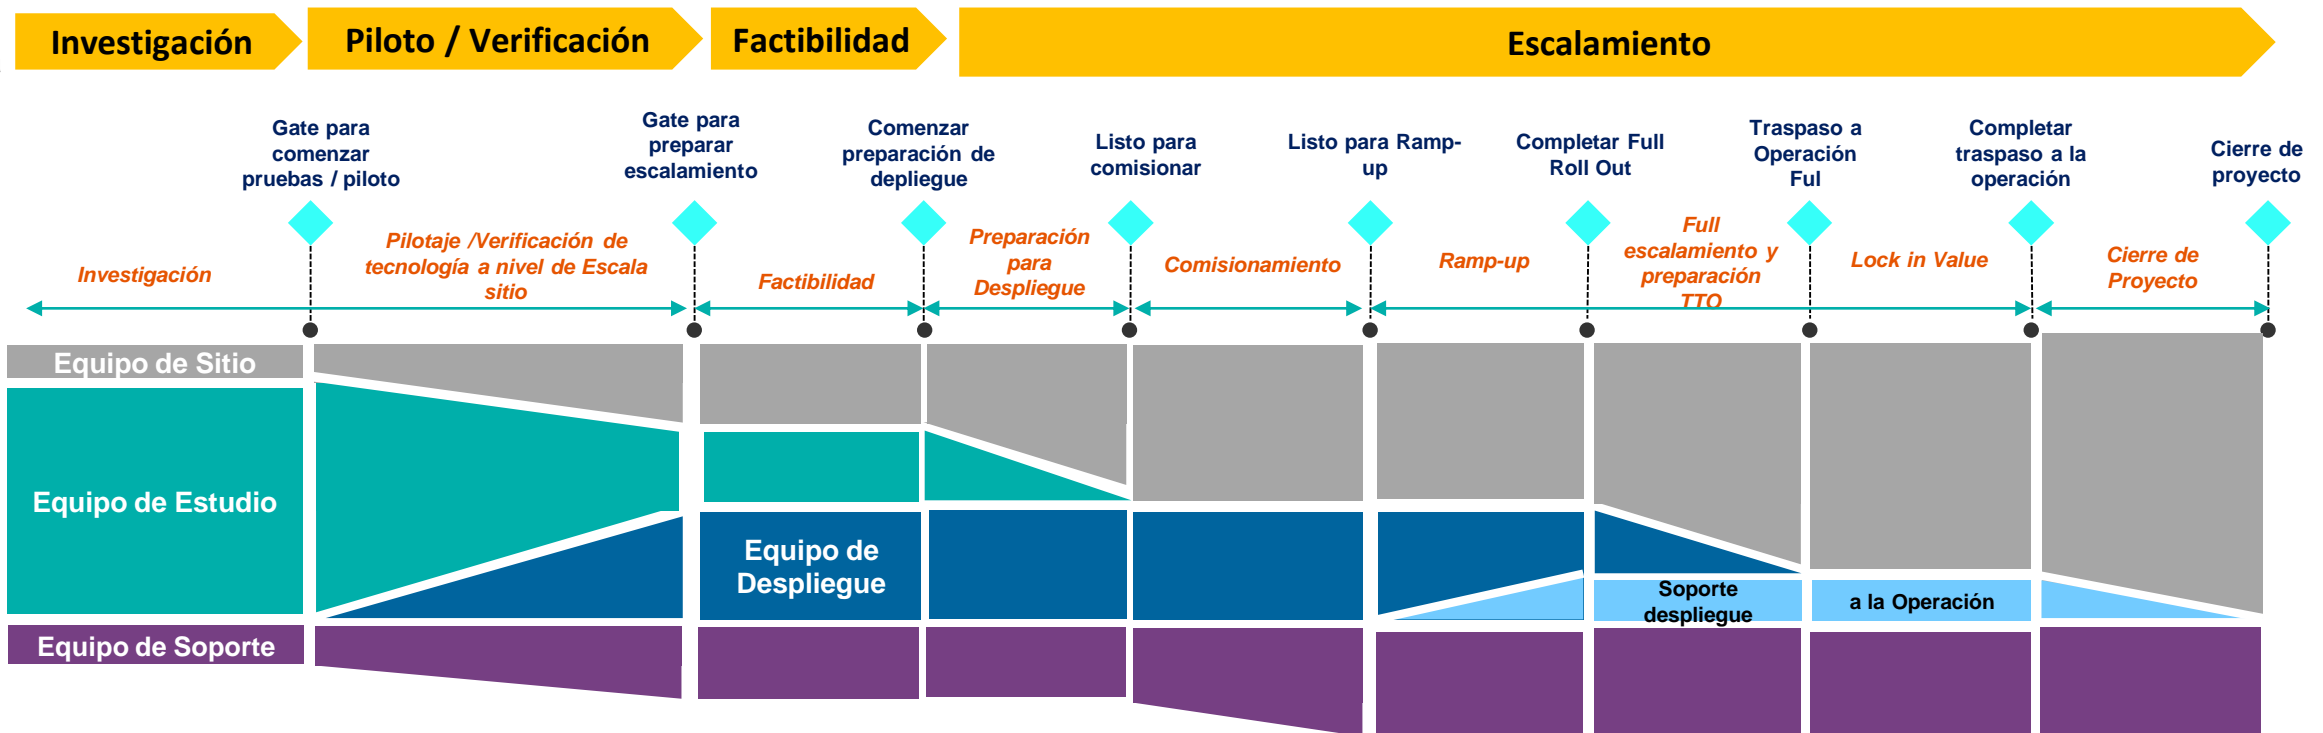 Investigación
Piloto / Verificación
Factibilidad
Escalamiento
Gate para
comenzar
pruebas / piloto
Gate para
preparar
escalamiento
Comenzar
preparación de
depliegue
Listo para
comisionar
Listo para Ramp-
up
Completar Full
Roll Out
Traspaso a
Operación
Ful
Completar
traspaso a la
operación
Cierre de
proyecto
Investigación
Pilotaje /Verificación de
tecnología a nivel de Escala
sitio
Factibilidad
Preparación
para
Despliegue
Comisionamiento
Ramp-up
Full
escalamiento y
preparación
TTO
Lock in Value
Cierre de
Proyecto
Equipo de Sitio
Equipo de Estudio
Equipo de
Despliegue
Soporte
despliegue
a la Operación
Equipo de Soporte